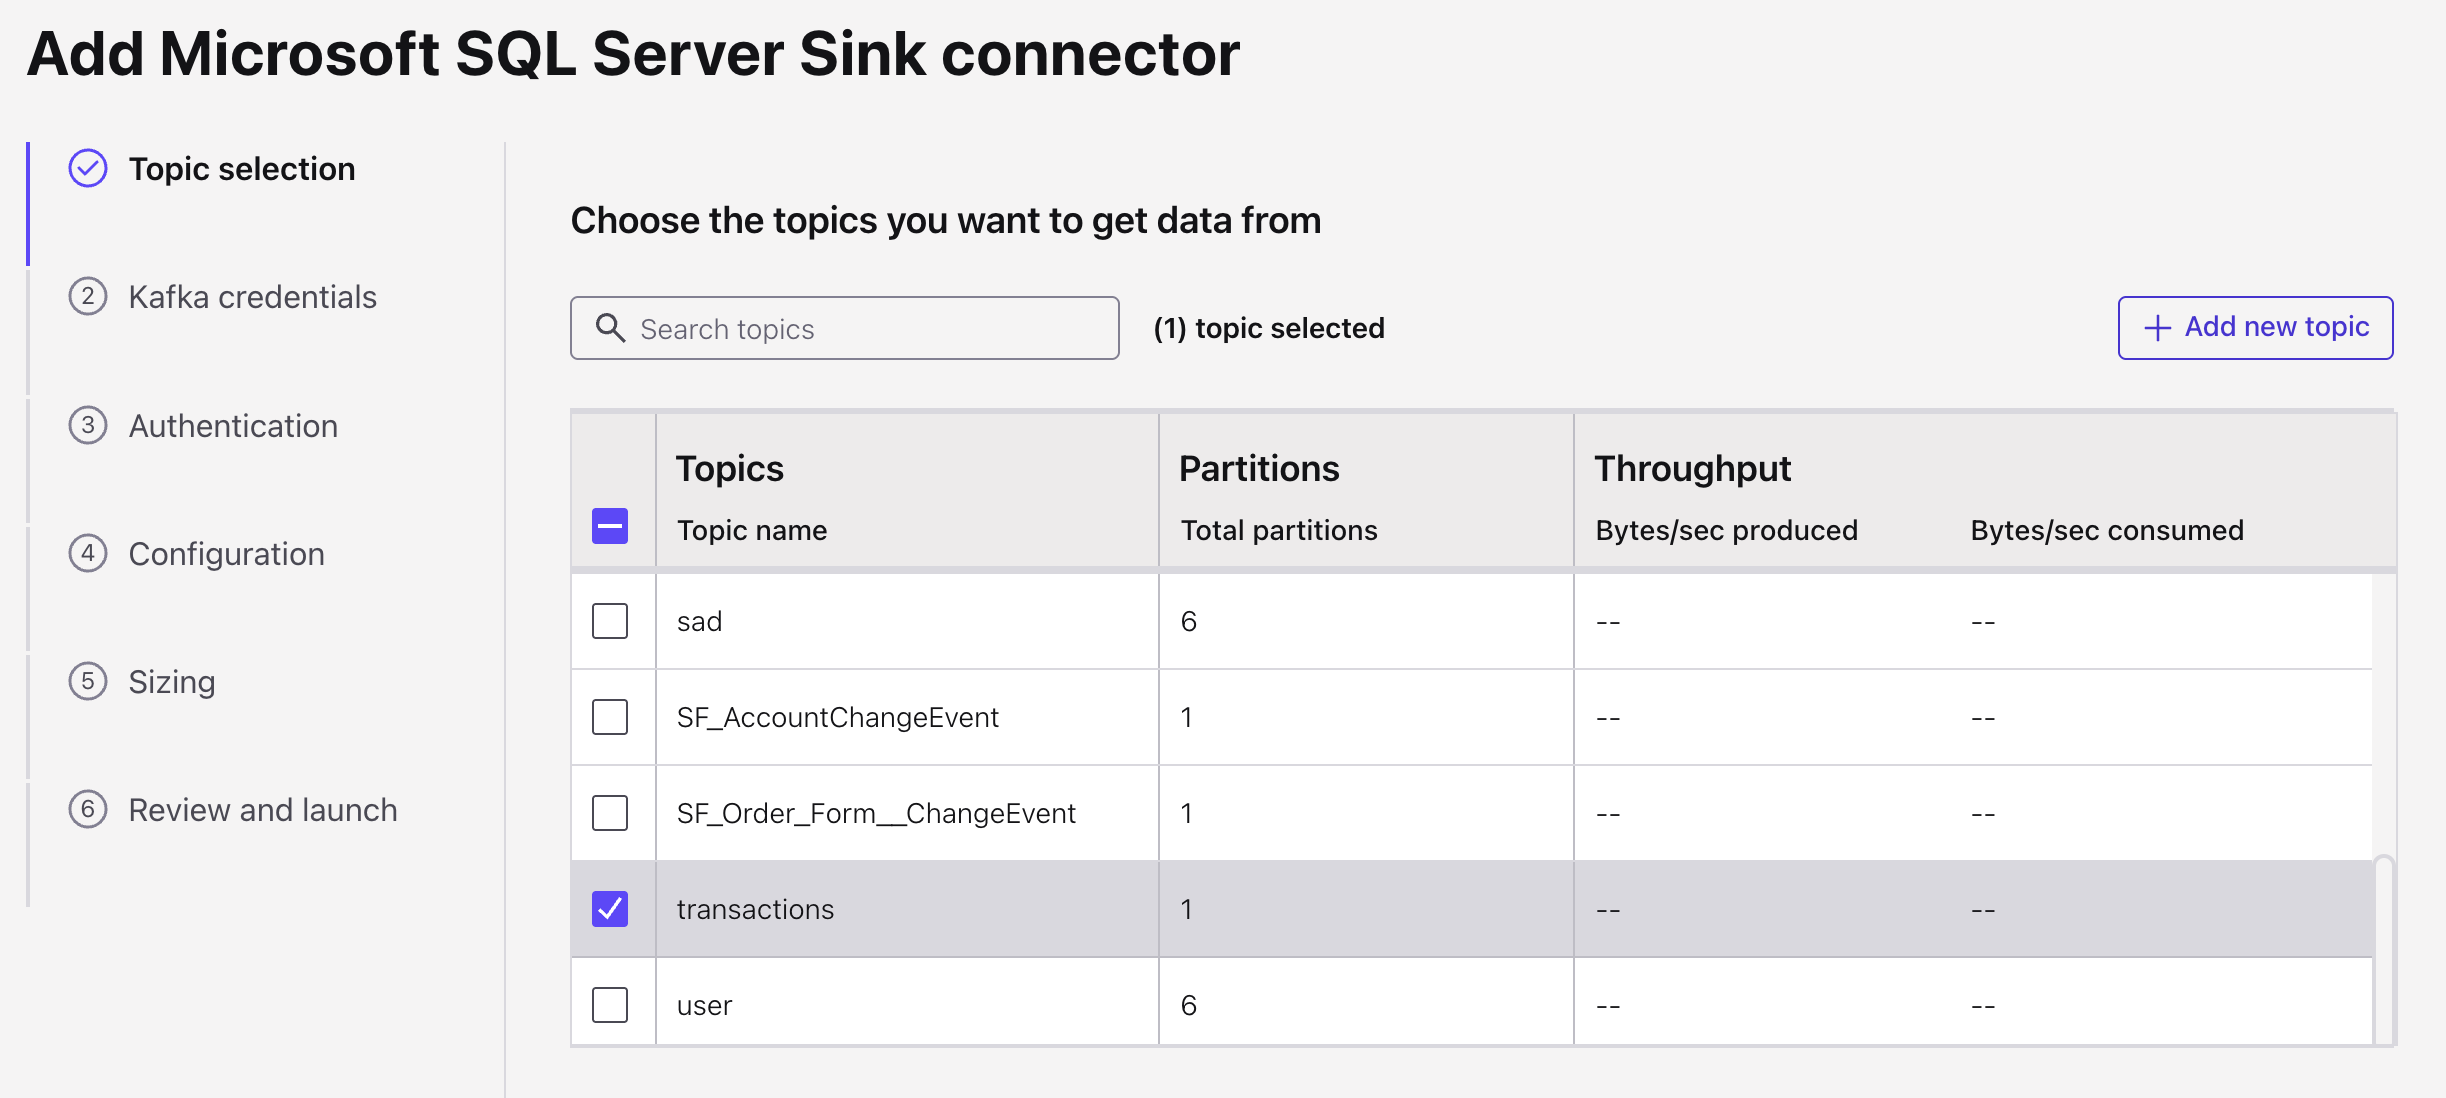 Add Microsoft SQL Server Sink connector
Topic selection
2 Kafka credentials
3 Authentication
4 Configuration
5 Sizing
6 Review and launch
Choose the topics you want to get data from
Search topics (1) topic selected Add new topic
Topics Partitions Throughput
Topic name Total partitions Bytes/sec produced Bytes/sec consumed
sad 6 -- --
SF_AccountChangeEvent 1 -- --
SF_Order_Form__ChangeEvent 1 -- --
transactions 1 -- --
user 6 -- --